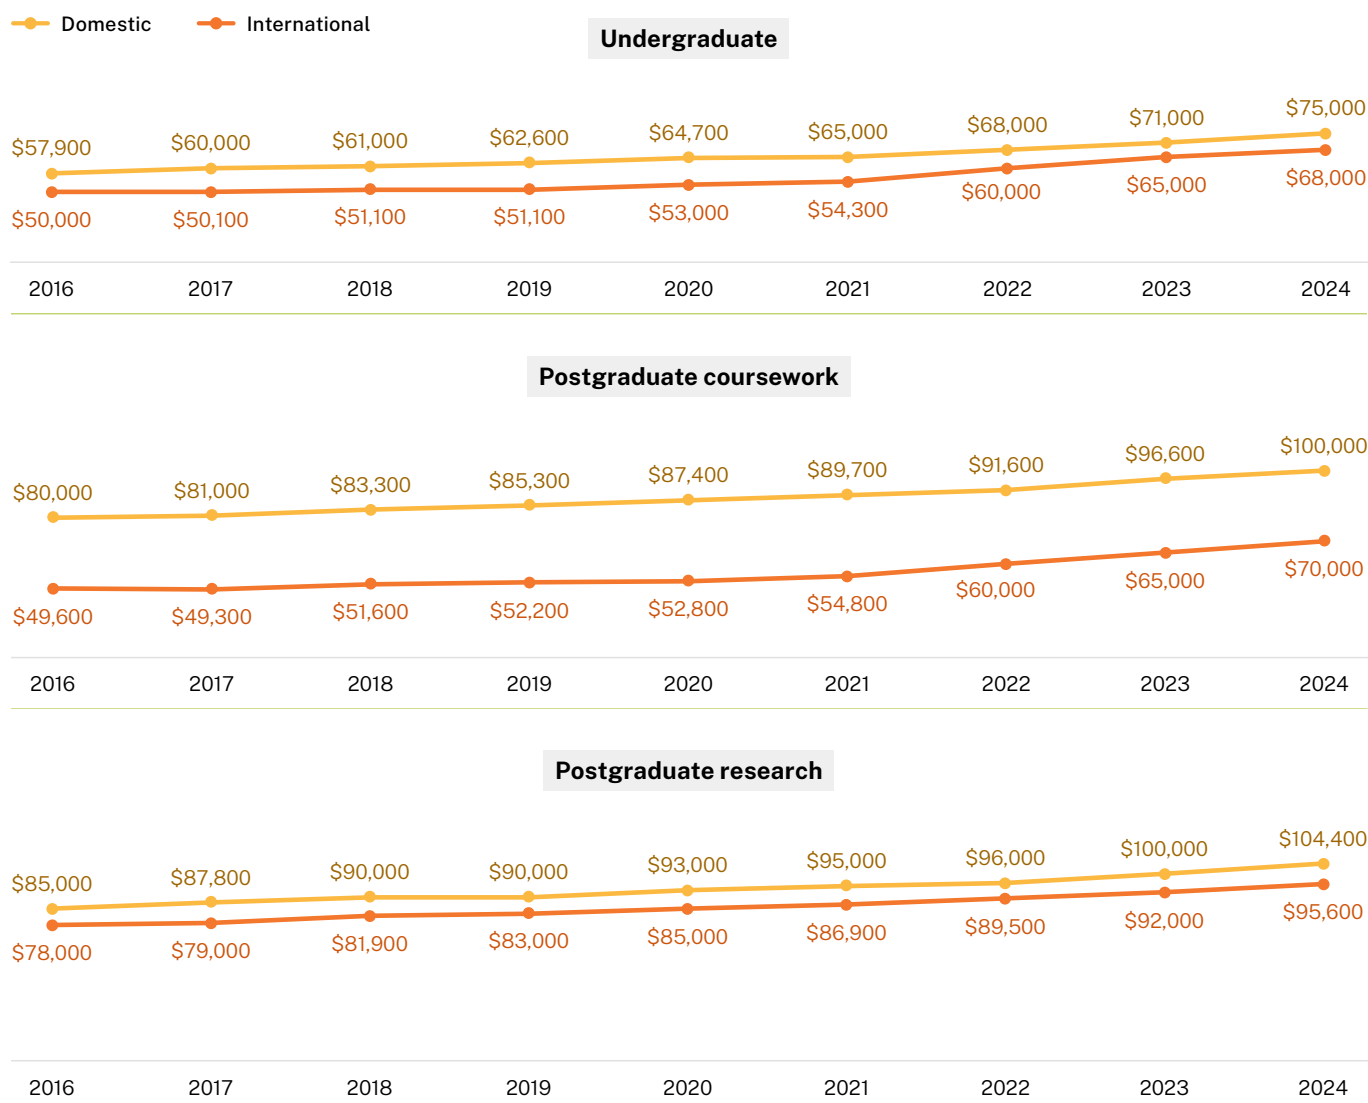 Domestic International
Undergraduate
$57,900 $60,000 $61,000 $62,600 $64,700 $65,000 $68,000 $71,000 $75,000
$50,000 $50,100 $51,100 $51,100 $53,000 $54,300 $60,000 $65,000 $68,000
2016 2017 2018 2019 2020 2021 2022 2023 2024
Postgraduate coursework
$80,000 $81,000 $83,300 $85,300 $87,400 $89,700 $91,600 $96,600 $100,000
$49,600 $49,300 $51,600 $52,200 $52,800 $54,800 $60,000 $65,000 $70,000
2016 2017 2018 2019 2020 2021 2022 2023 2024
Postgraduate research
$85,000 $87,800 $90,000 $90,000 $93,000 $95,000 $96,000 $100,000 $104,400
$78,000 $79,000 $81,900 $83,000 $85,000 $86,900 $89,500 $92,000 $95,600
2016 2017 2018 2019 2020 2021 2022 2023 2024